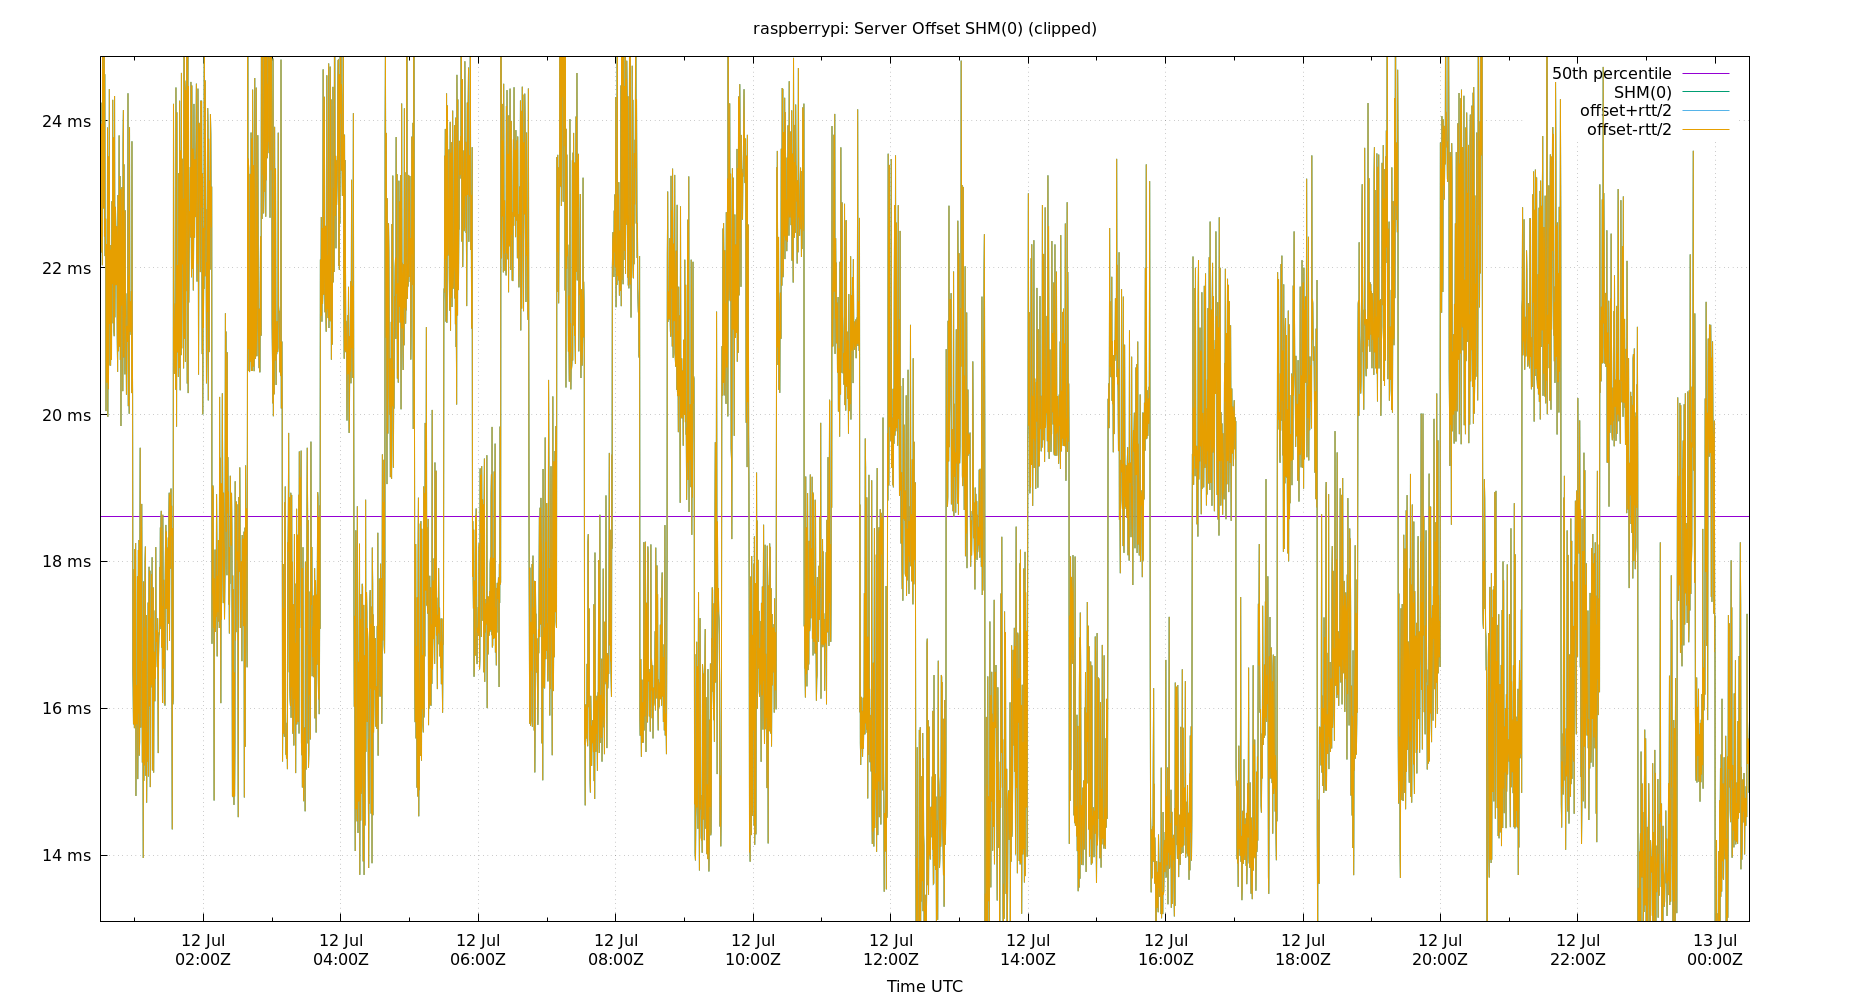 raspberrypi: Server Offset SHM(0) (clipped)
50th percentile
SHM(0)
offset+rtt/2
offset-rtt/2
24 ms
22 ms
20 ms
18 ms
16 ms
14 ms
12 Jul 12 Jul 12 Jul 12 Jul 12 Jul 12 Jul 12 Jul 12 Jul 12 Jul 12 Jul 12 Jul 13 Jul
02:00Z 04:00Z 06:00Z 08:00Z 10:00Z 12:00Z 14:00Z 16:00Z 18:00Z 20:00Z 22:00Z 00:00Z
Time UTC